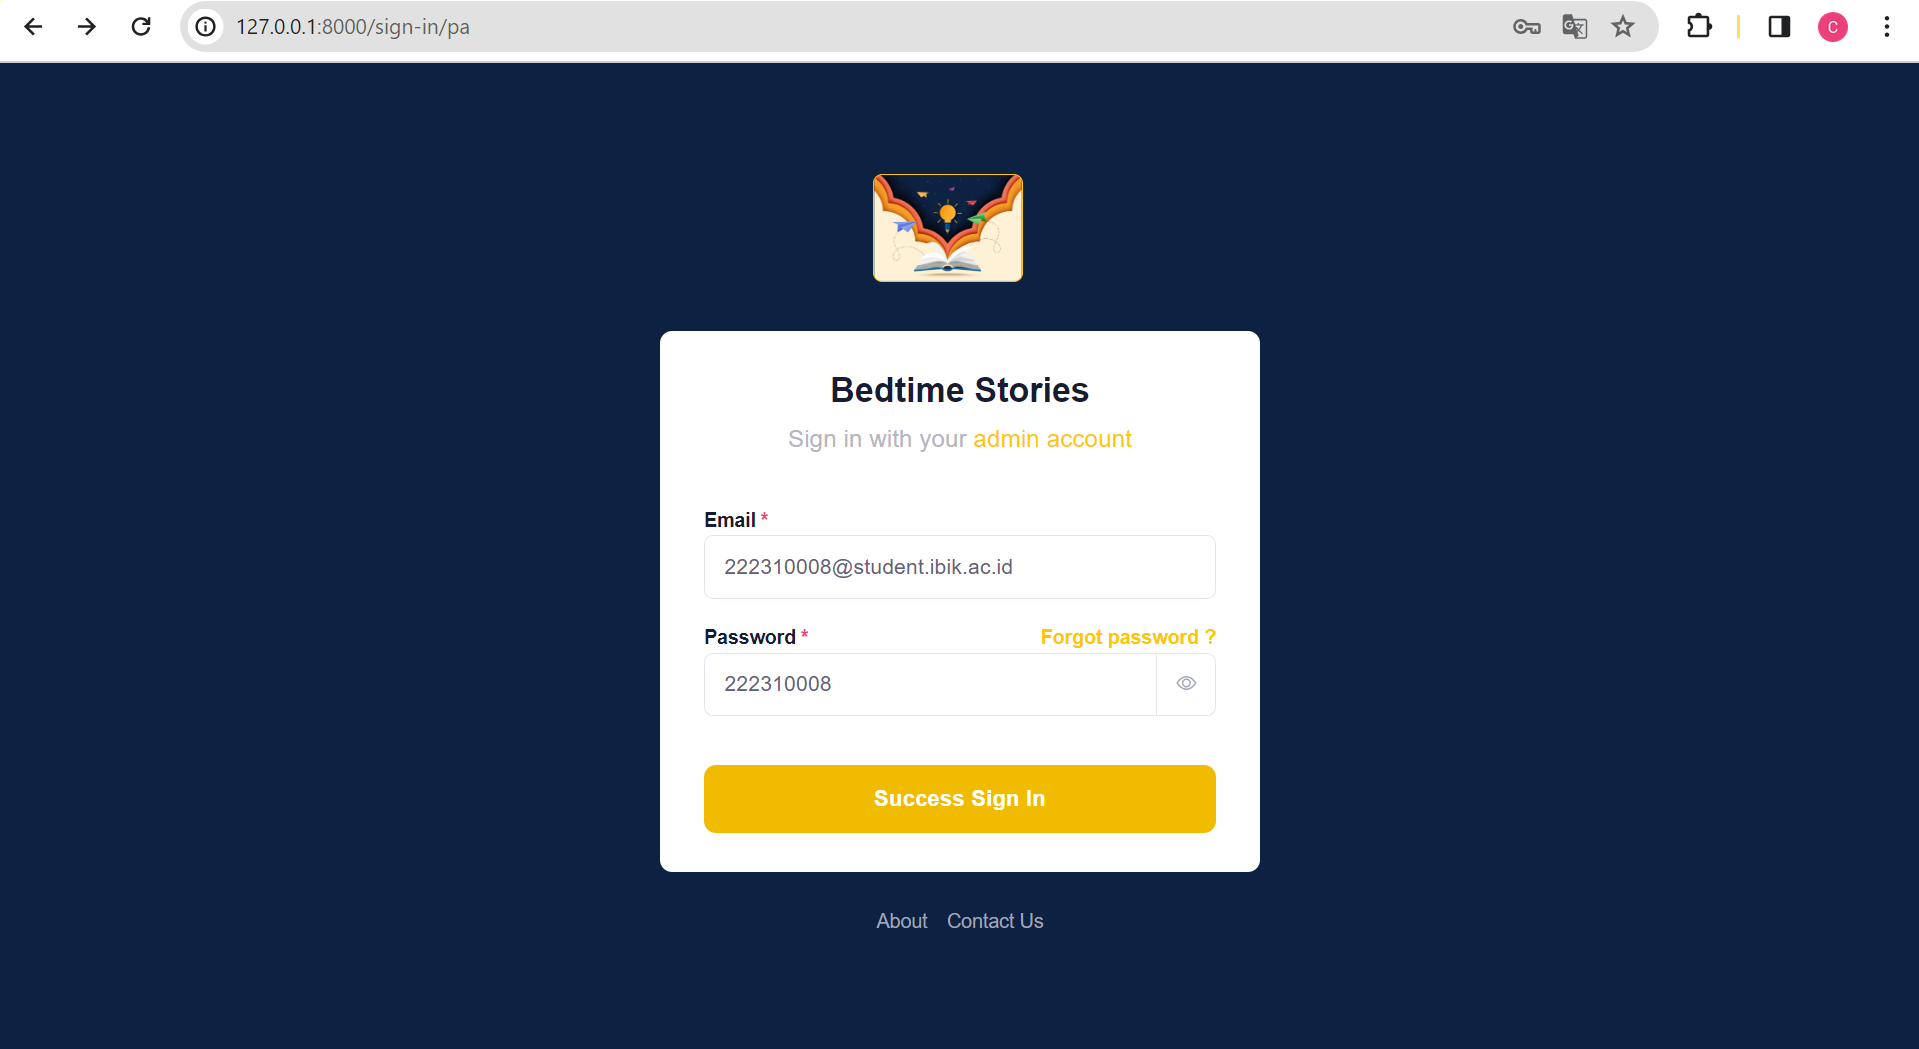 127.0.0.1:8000/sign-in/pa
C
Bedtime Stories
Sign in with your admin account
Email *
222310008@student.ibik.ac.id
Password *
Forgot password ?
222310008
Success Sign In
About
Contact Us